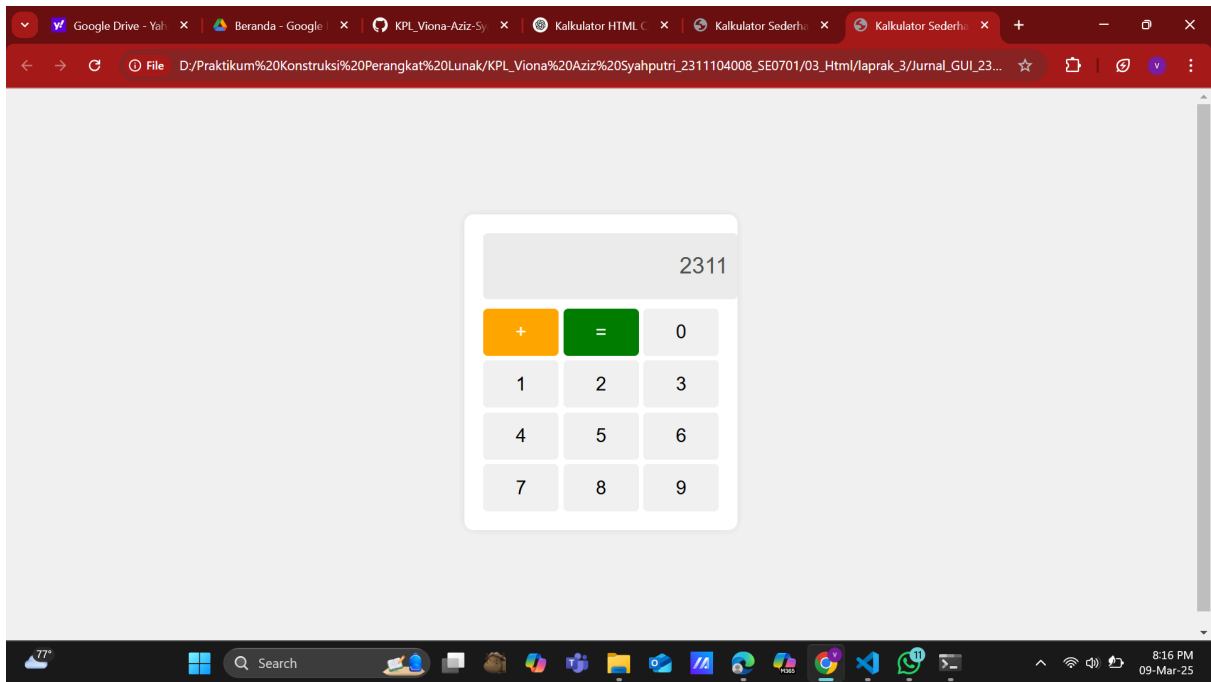 Google Drive - Yah
Beranda - Google
KPL_Viona-Aziz-Sy
Kalkulator HTML C
Kalkulator Sederha
Kalkulator Sederha
File D:/Praktikum%20Konstruksi%20Perangkat%20Lunak/KPL_Viona%20Aziz%20Syahputri_2311104008_SE0701/03_Html/laprak_3/Jurnal_GUI_23...
V
2311
+ = 0
1 2 3
4 5 6
7 8 9
77°
Search
M365
11
8:16 PM
09-Mar-25